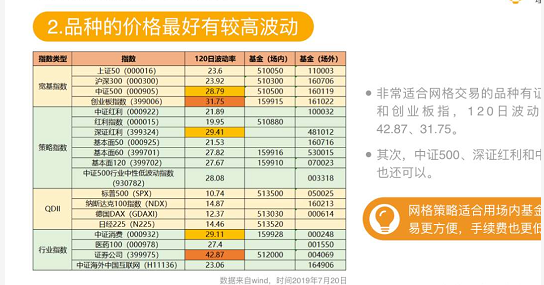 2.品种的价格最好有较高波动
指数类型 指数 120日波动率 基金（场内） 基金（场外）
宽基指数
上证50（000016） 23.6 510050 110003
沪深300（000300） 23.92 510300 160706
中证500（000905） 28.79 510500 160119
创业板指数（399006） 31.75 159915 161022
策略指数
中证红利（000922） 21.89 100032
红利指数（000015） 19.95 510880
深证红利（399324） 29.41 481012
基本面50（000925） 21.53 160716
基本面60（399701） 27.82 159916 530015
基本面120（399702） 27.67 159910 070023
中证500行业中性低波动指数（930782） 28.08 003318
QDII
标普500（SPX） 10.74 513500 050025
纳斯达克100指数（NDX） 14.87 160213
德国DAX（GDAXI） 12.37 513030 000614
日经225（N225） 14.46 513520
行业指数
中证消费（000932） 29.11 159928 000248
医药100（000978） 27.4 001550
证券公司（399975） 42.87 512000 004069
中证海外中国互联网（H11136） 23.06 164906
数据来自wind，时间2019年7月20日
非常适合网格交易的品种有证
和创业板指，120日波动
42.87、31.75。
其次，中证500、深证红利和中
也还可以。
网格策略适合用场内基金
易更方便，手续费也更低